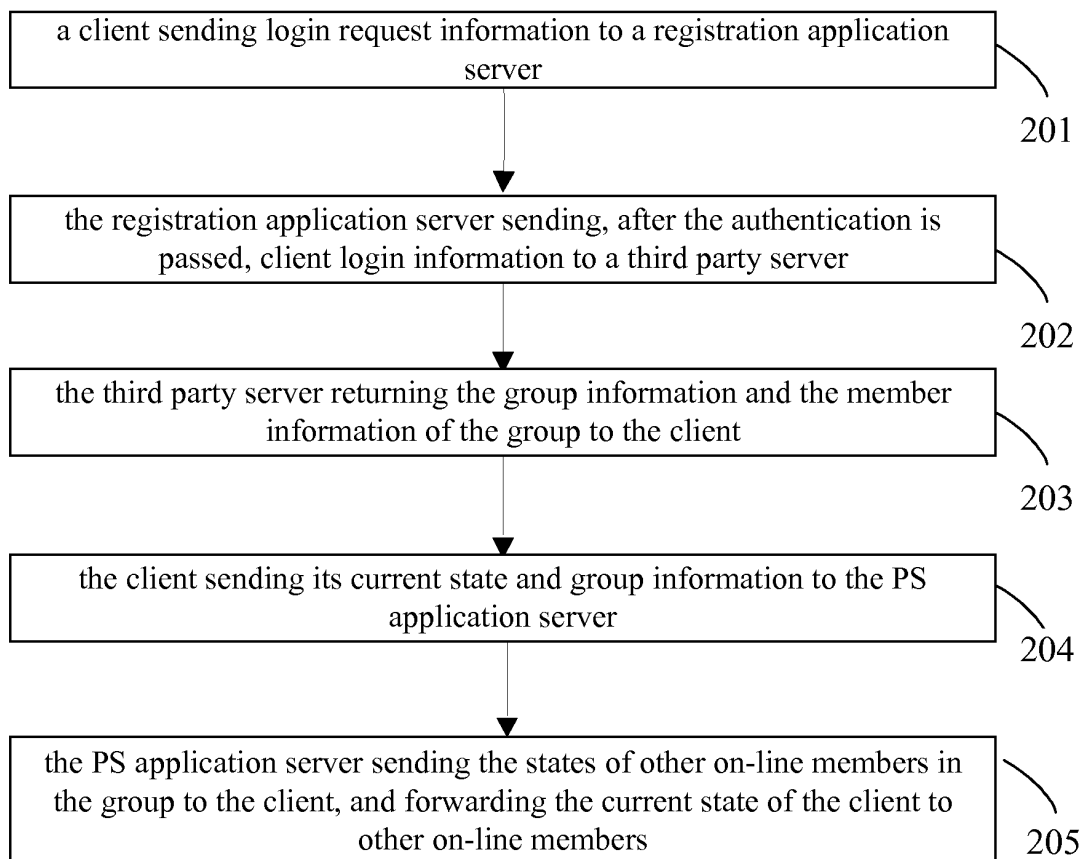 a client sending login request information to a registration application
server
201
the registration application server sending, after the authentication is
passed, client login information to a third party server
202
the third party server returning the group information and the member
information of the group to the client
203
the client sending its current state and group information to the PS
application server
204
the PS application server sending the states of other on-line members in
the group to the client, and forwarding the current state of the client to
other on-line members
205